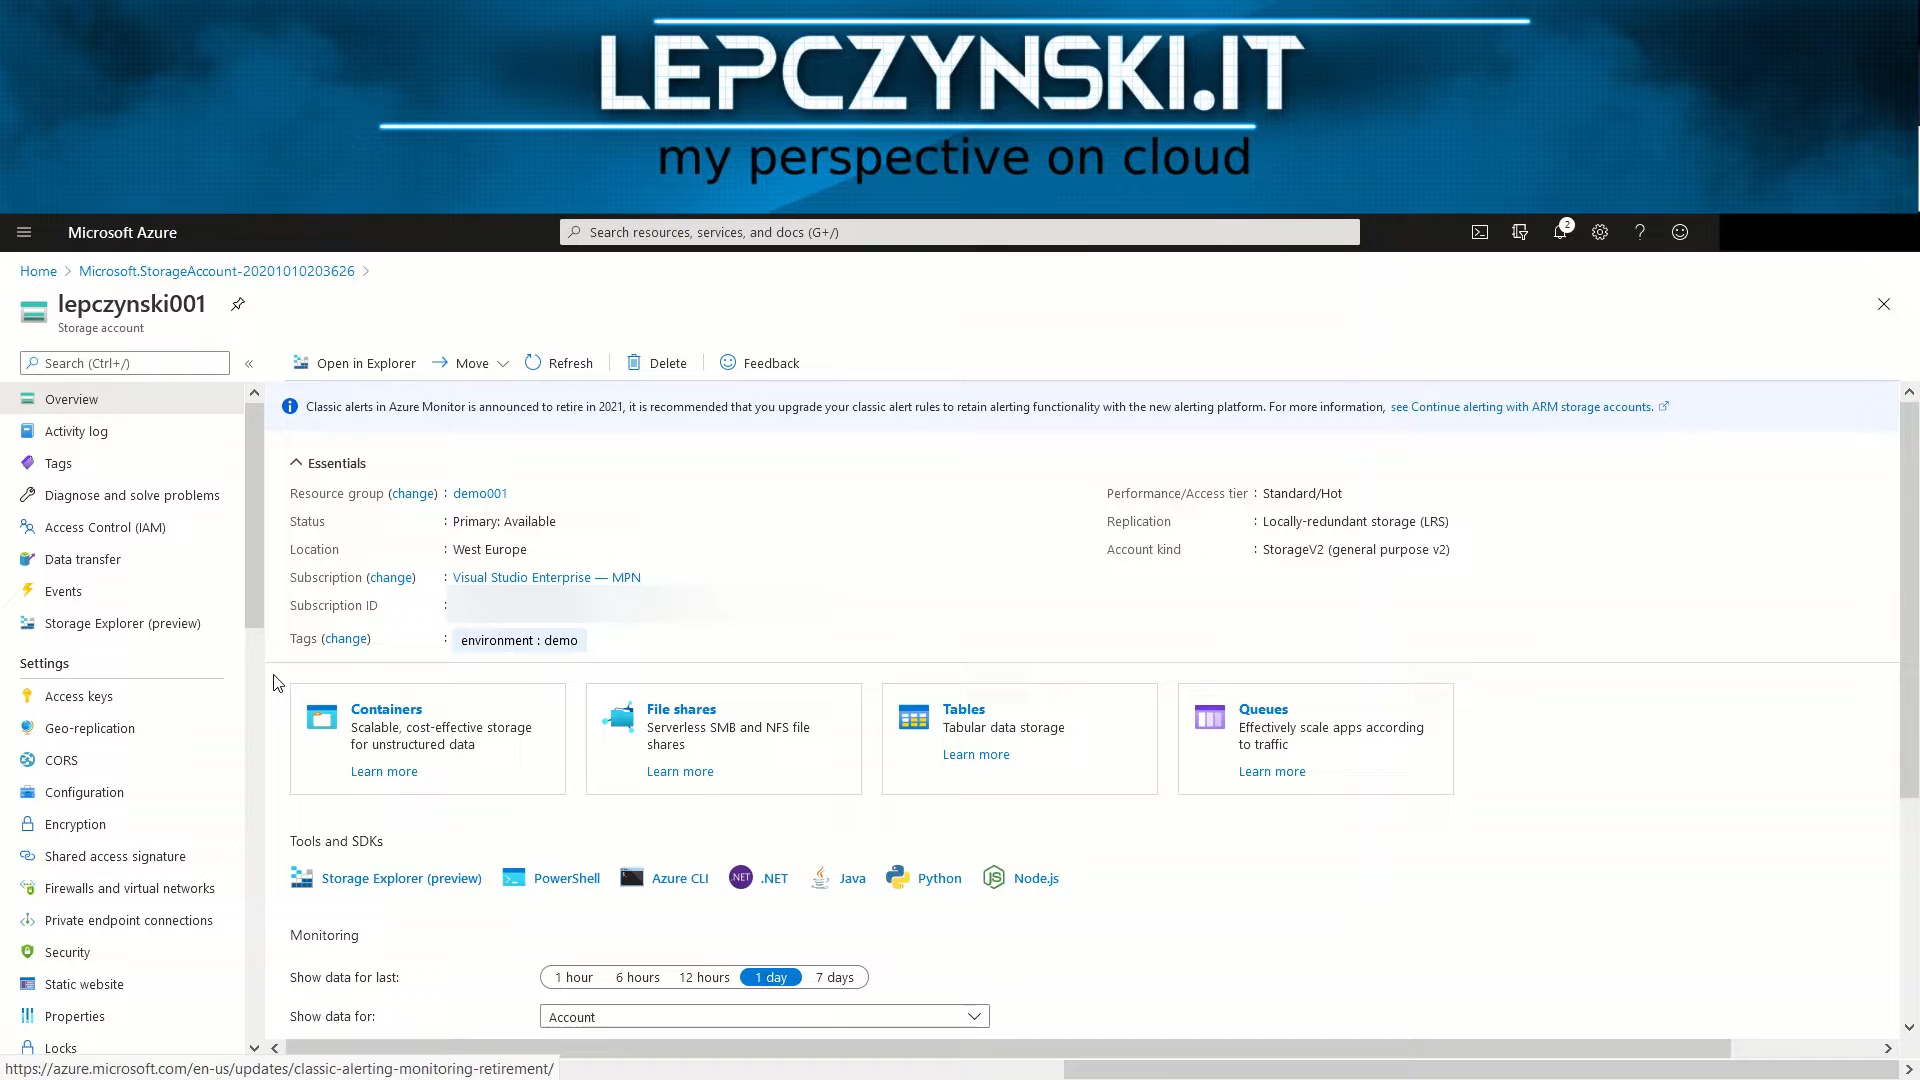 LEPCZYNSKI.IT
my perspective on cloud
Microsoft Azure
Search resources, services, and docs (G+/)
2
Home > Microsoft.StorageAccount-20201010203626 >
lepczynski001
Storage account
Search (Ctrl+/)
«
Open in Explorer
Move
Refresh
Delete
Feedback
Overview
Activity log
Tags
Diagnose and solve problems
Access Control (IAM)
Data transfer
Events
Storage Explorer (preview)
Settings
Access keys
Geo-replication
CORS
Configuration
Encryption
Shared access signature
Firewalls and virtual networks
Private endpoint connections
Security
Static website
Properties
Locks
Classic alerts in Azure Monitor is announced to retire in 2021, it is recommended that you upgrade your classic alert rules to retain alerting functionality with the new alerting platform. For more information, see Continue alerting with ARM storage accounts.
Essentials
Resource group (change) : demo001
Status : Primary: Available
Location : West Europe
Subscription (change) : Visual Studio Enterprise — MPN
Subscription ID :
Tags (change) : environment : demo
Performance/Access tier : Standard/Hot
Replication : Locally-redundant storage (LRS)
Account kind : StorageV2 (general purpose v2)
Containers
Scalable, cost-effective storage
for unstructured data
Learn more
File shares
Serverless SMB and NFS file
shares
Learn more
Tables
Tabular data storage
Learn more
Queues
Effectively scale apps according
to traffic
Learn more
Tools and SDKs
Storage Explorer (preview)
PowerShell
Azure CLI
.NET
.NET
Java
Python
Node.js
Monitoring
Show data for last:
1 hour
6 hours
12 hours
1 day
7 days
Show data for:
Account
https://azure.microsoft.com/en-us/updates/classic-alerting-monitoring-retirement/